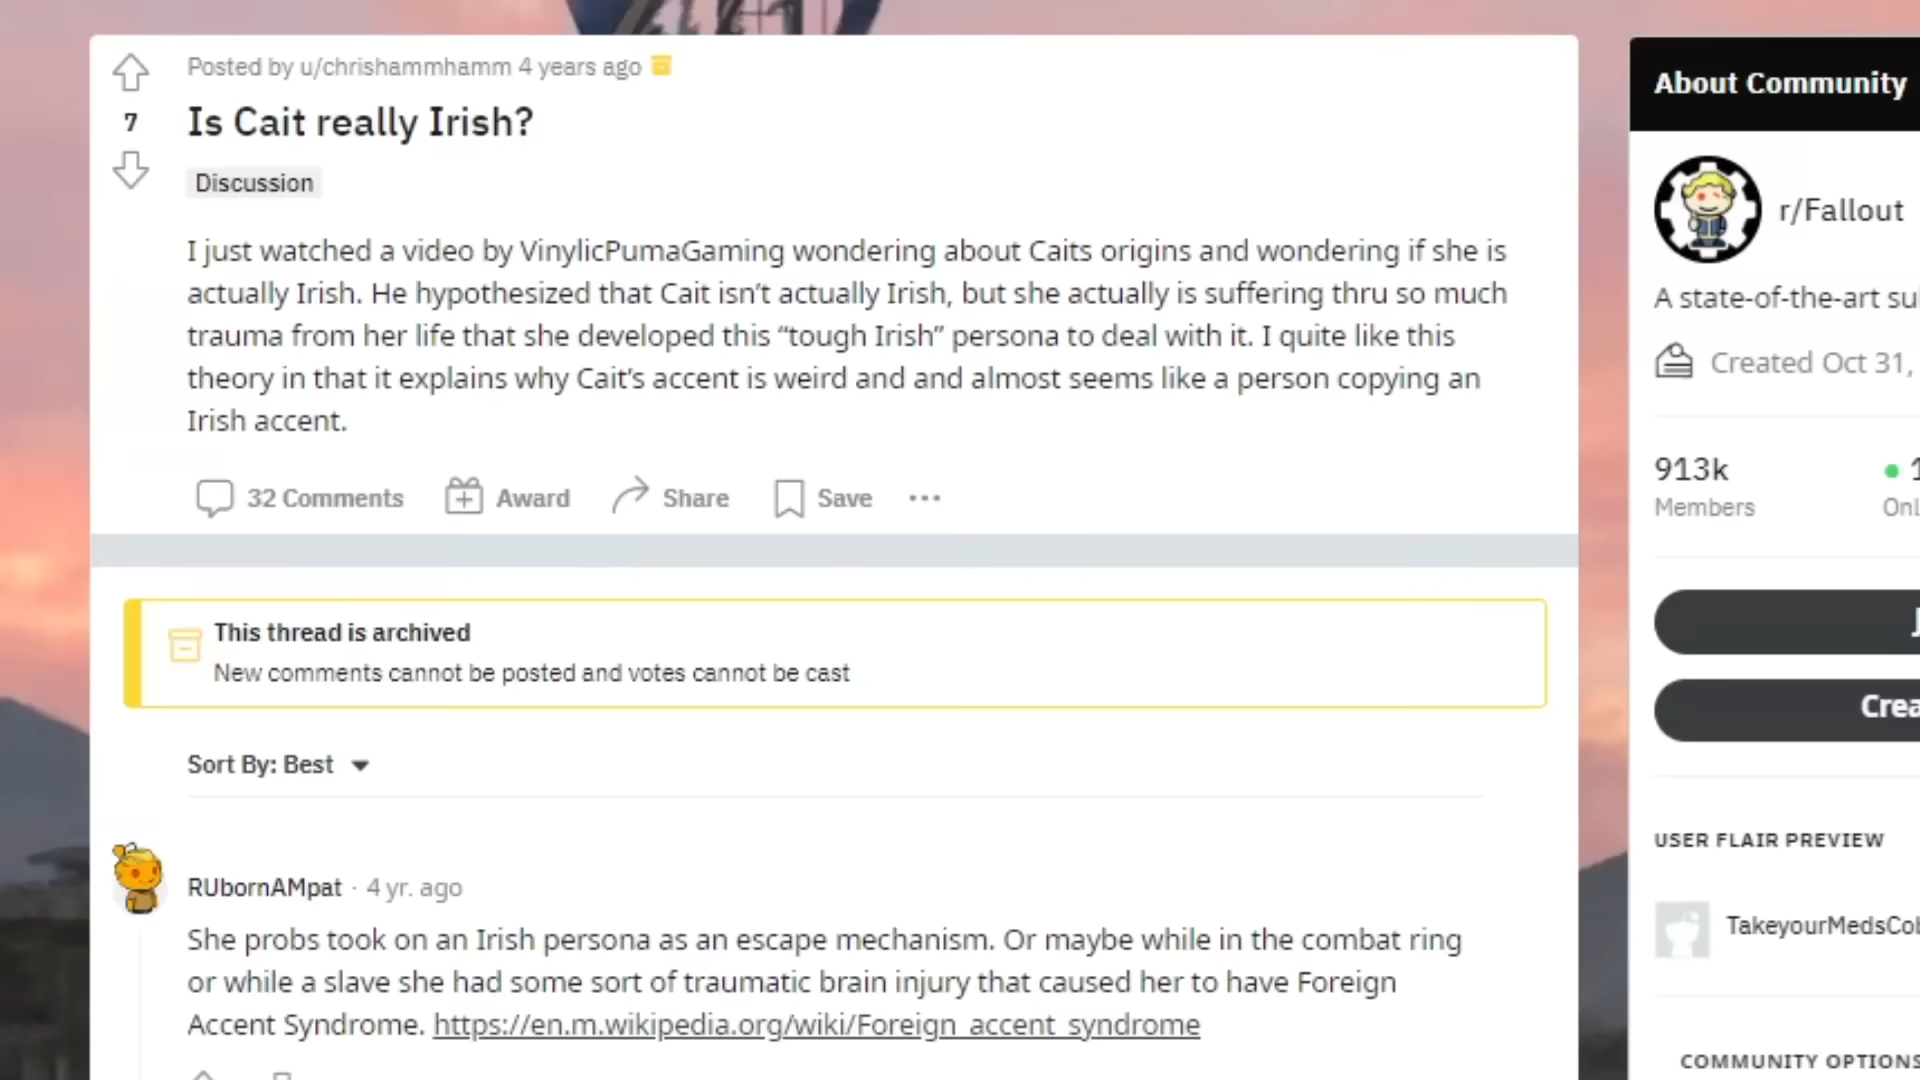 Posted by u/chrishammhamm 4 years ago
7
Is Cait really Irish?
Discussion
I just watched a video by VinylicPumaGaming wondering about Caits origins and wondering if she is
actually Irish. He hypothesized that Cait isn't actually Irish, but she actually is suffering thru so much
trauma from her life that she developed this “tough Irish” persona to deal with it. I quite like this
theory in that it explains why Cait's accent is weird and and almost seems like a person copying an
Irish accent.
32 Comments Award Share Save
This thread is archived
New comments cannot be posted and votes cannot be cast
Sort By: Best
RUbornAMpat · 4 yr. ago
She probs took on an Irish persona as an escape mechanism. Or maybe while in the combat ring
or while a slave she had some sort of traumatic brain injury that caused her to have Foreign
Accent Syndrome. https://en.m.wikipedia.org/wiki/Foreign_accent_syndrome
About Community
r/Fallout
A state-of-the-art
Created Oct 31,
913k
Members
USER FLAIR PREVIEW
COMMUNITY OPTIONS